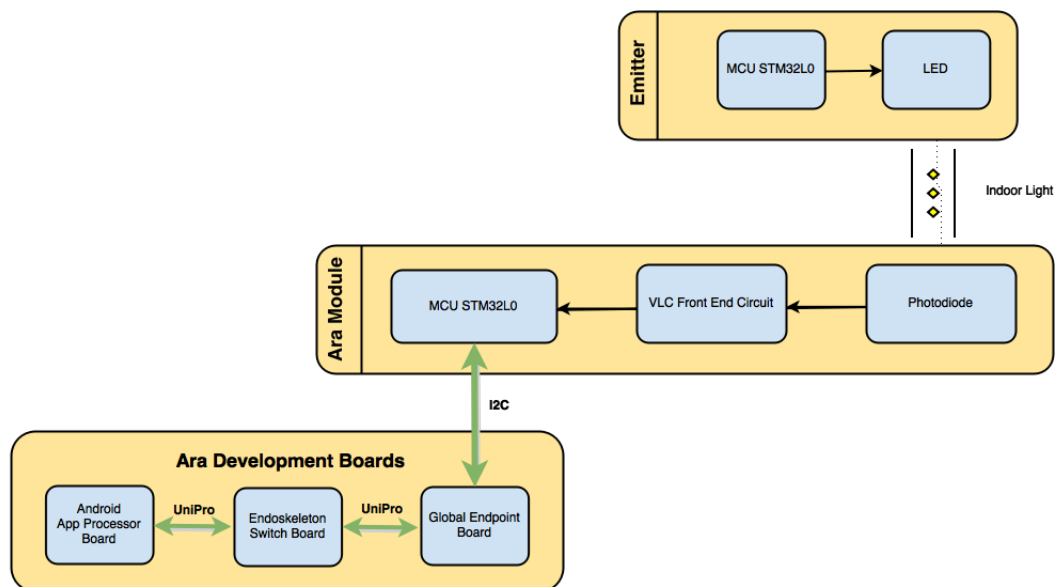 Emitter
MCU STM32L0
LED
Indoor Light
Ara Module
MCU STM32L0
VLC Front End Circuit
Photodiode
I2C
Ara Development Boards
Android
App Processor
Board
UniPro
Endoskeleton
Switch Board
UniPro
Global Endpoint
Board